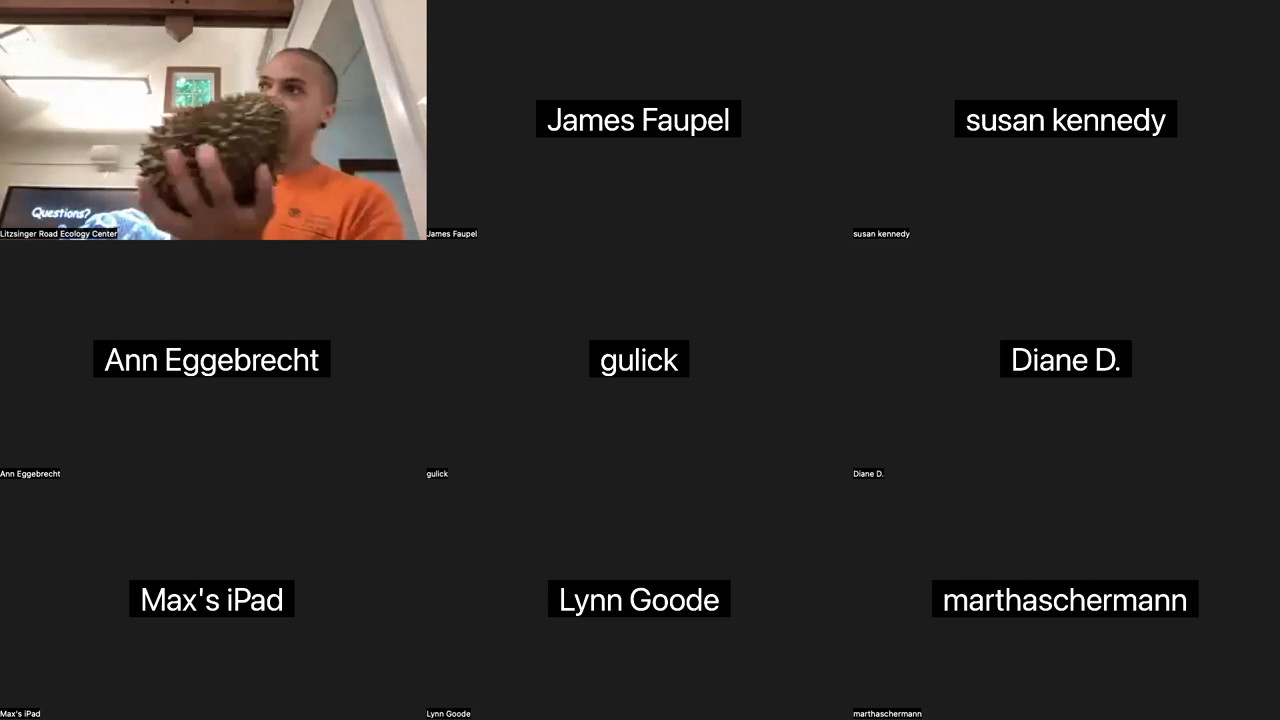 Questions?
Litzsinger Road Ecology Center
James Faupel
James Faupel
susan kennedy
susan kennedy
Ann Eggebrecht
Ann Eggebrecht
gulick
gulick
Diane D.
Diane D.
Max's iPad
Max's iPad
Lynn Goode
Lynn Goode
marthaschermann
marthaschermann